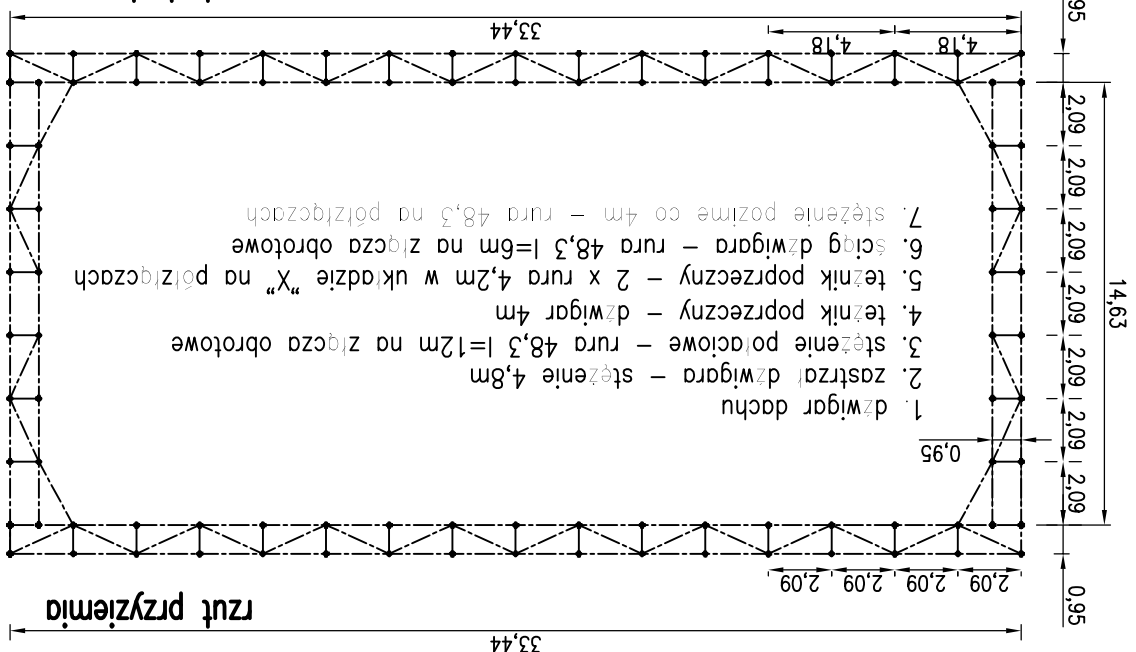 33,44
rzut przyziemia
0,95
2,09
2,09
2,09
2,09
14,63
2,09
2,09
2,09
2,09
2,09
2,09
2,09
0,95
1. dźwigar dachu
2. zastrzał dźwigara – stężenie 4,8m
3. stężenie połaciowe – rura 48,3 l=12m na złącza obrotowe
4. tężnik poprzeczny – dźwigar 4m
5. tężnik poprzeczny – 2 x rura 4,2m w układzie "X" na półzłączach
6. ściąg dźwigara – rura 48,3 l=6m na złącza obrotowe
7. stężenie pozime co 4m – rura 48,3 na półzłączach
4,18
4,18
33,44